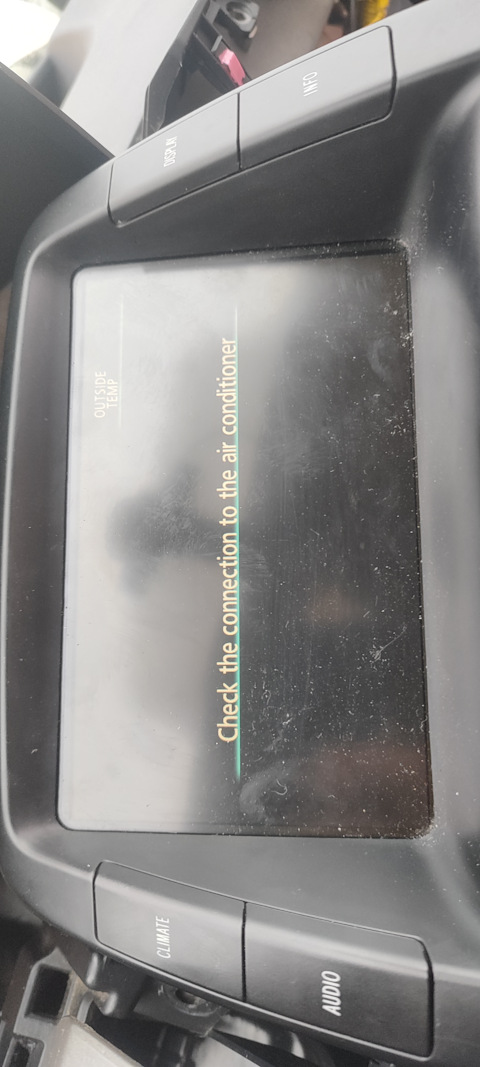 CLIMATE
DISPLAY
AUDIO
INFO
OUTSIDE
TEMP
Check the connection to the air conditioner